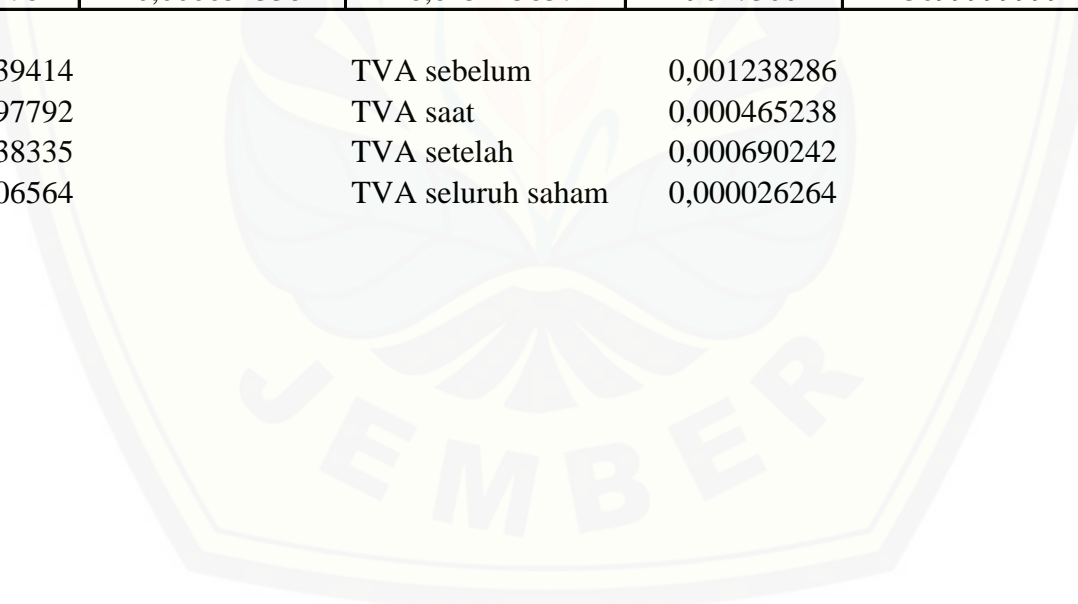 39414 TVA sebelum 0,001238286
97792 TVA saat 0,000465238
38335 TVA setelah 0,000690242
06564 TVA seluruh saham 0,000026264
JEMBER